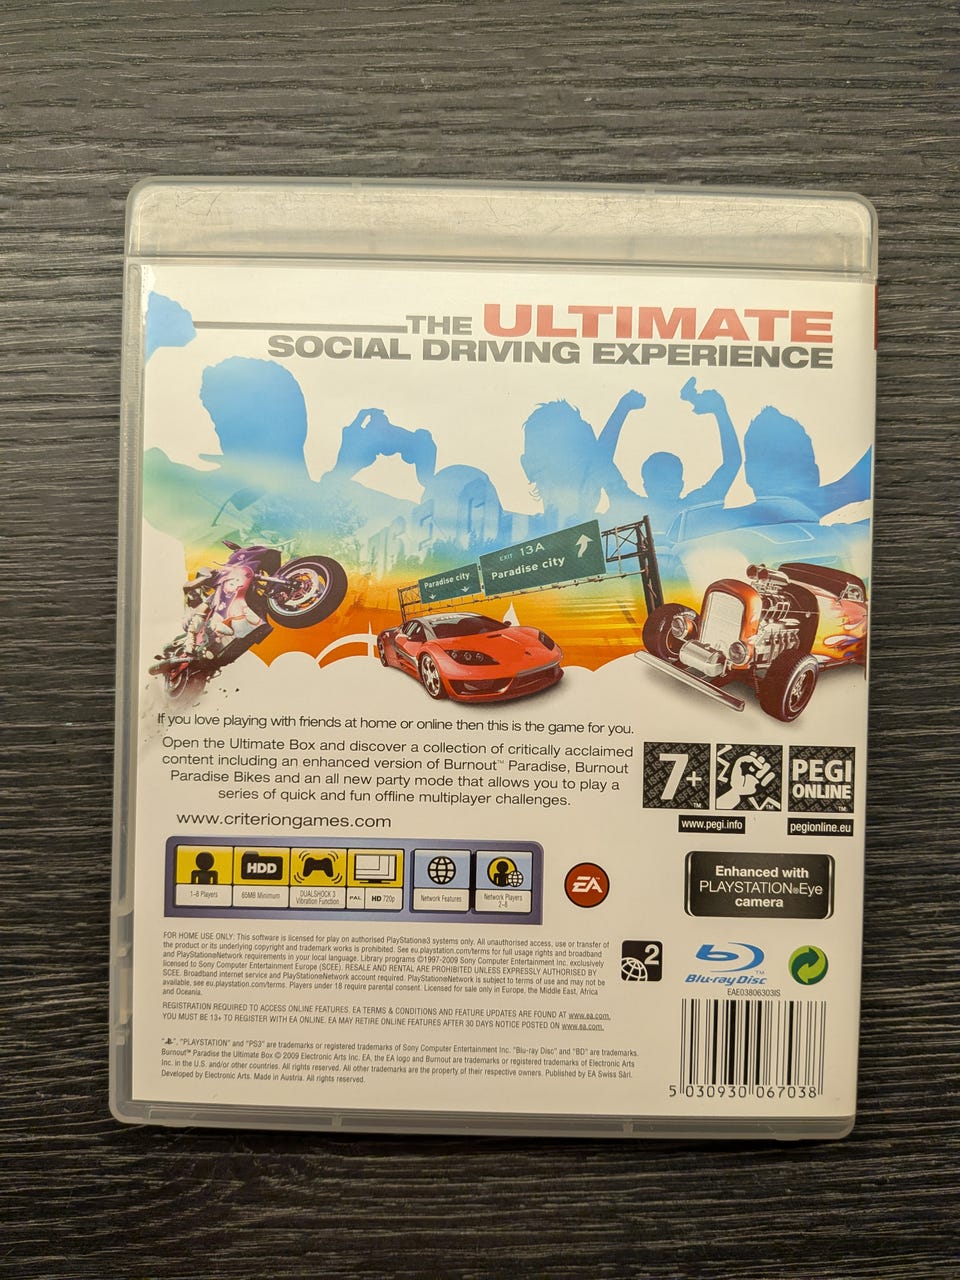 THE ULTIMATE
SOCIAL DRIVING EXPERIENCE
EXIT 13A
Paradise city
Paradise city
If you love playing with friends at home or online then this is the game for you.
Open the Ultimate Box and discover a collection of critically acclaimed
content including an enhanced version of Burnout™ Paradise, Burnout
Paradise Bikes and an all new party mode that allows you to play a
series of quick and fun offline multiplayer challenges.
www.criteriongames.com
7+
™
™
PEGI
ONLINE
™
www.pegi.info
pegionline.eu
1-8 Players
HDD
65MB Minimum
DUALSHOCK 3
Vibration Function
PAL
HD 720p
Network Features
Network Players
2-8
EA
Enhanced with
PLAYSTATION®Eye
camera
FOR HOME USE ONLY: This software is licensed for play on authorised PlayStation®3 systems only. All unauthorised access, use or transfer of
the product or its underlying copyright and trademark works is prohibited. See eu.playstation.com/terms for full usage rights and broadband
and PlayStation®Network requirements in your local language. Library programs ©1997-2009 Sony Computer Entertainment Inc. exclusively
licensed to Sony Computer Entertainment Europe (SCEE). RESALE AND RENTAL ARE PROHIBITED UNLESS EXPRESSLY AUTHORISED BY
SCEE. Broadband internet service and PlayStation®Network account required. PlayStation®Network is subject to terms of use and may not be
available, see eu.playstation.com/terms. Players under 18 require parental consent. Licensed for sale only in Europe, the Middle East, Africa
and Oceania.
REGISTRATION REQUIRED TO ACCESS ONLINE FEATURES. EA TERMS & CONDITIONS AND FEATURE UPDATES ARE FOUND AT www.ea.com.
YOU MUST BE 13+ TO REGISTER WITH EA ONLINE. EA MAY RETIRE ONLINE FEATURES AFTER 30 DAYS NOTICE POSTED ON www.ea.com.
2
Blu-ray Disc
™
EAE03806303IS
", "PLAYSTATION" and "PS3" are trademarks or registered trademarks of Sony Computer Entertainment Inc. "Blu-ray Disc" and "BD" are trademarks.
Burnout™ Paradise the Ultimate Box © 2009 Electronic Arts Inc. EA, the EA logo and Burnout are trademarks or registered trademarks of Electronic Arts
Inc. in the U.S. and/or other countries. All rights reserved. All other trademarks are the property of their respective owners. Published by EA Swiss Sàrl.
Developed by Electronic Arts. Made in Austria. All rights reserved.
5 030930 067038